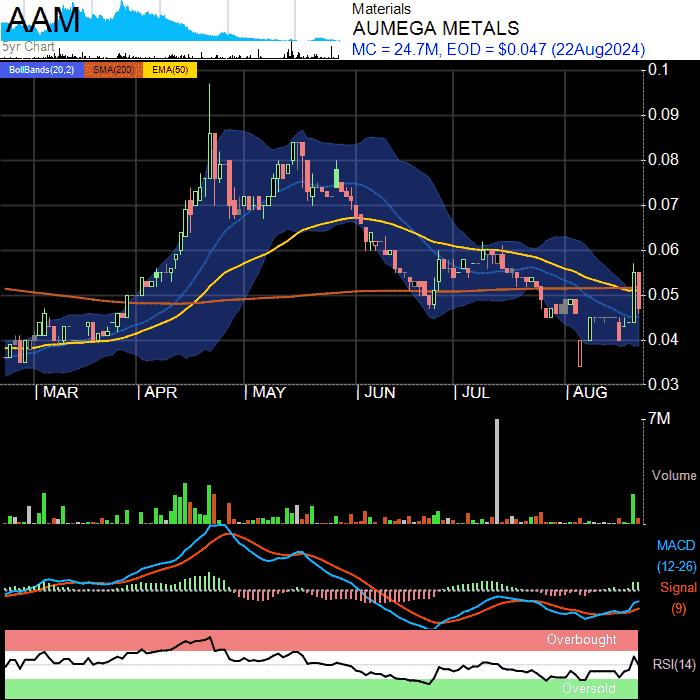 AAM
5yr Chart
Materials
AUMEGA METALS
MC = 24.7M, EOD = $0.047 (22Aug2024)
BollBands(20,2) SMA(200) EMA(50)
0.1
0.09
0.08
0.07
0.06
0.05
0.04
0.03
MAR APR MAY JUN JUL AUG
7M
Volume
MACD
(12-26)
Signal
(9)
Overbought
RSI(14)
Oversold